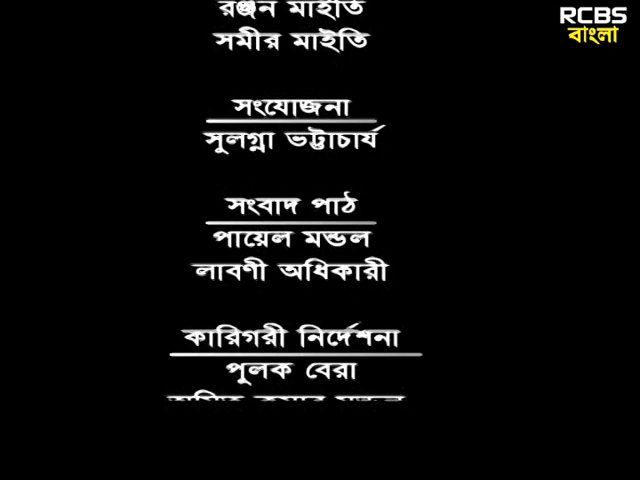 রঞ্জন মাইতি
সমীর মাইতি
সংযোজনা
সুলগ্না ভট্টাচার্য
সংবাদ পাঠ
পায়েল মন্ডল
লাবণী অধিকারী
কারিগরী নির্দেশনা
পুলক বেরা
RCBS
বাংলা